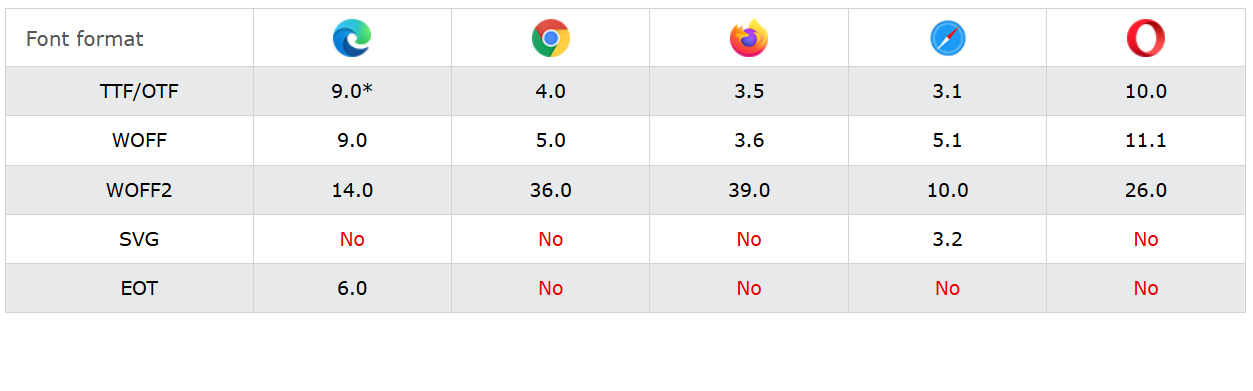 Font format
TTF/OTF 9.0* 4.0 3.5 3.1 10.0
WOFF 9.0 5.0 3.6 5.1 11.1
WOFF2 14.0 36.0 39.0 10.0 26.0
SVG No No No 3.2 No
EOT 6.0 No No No No